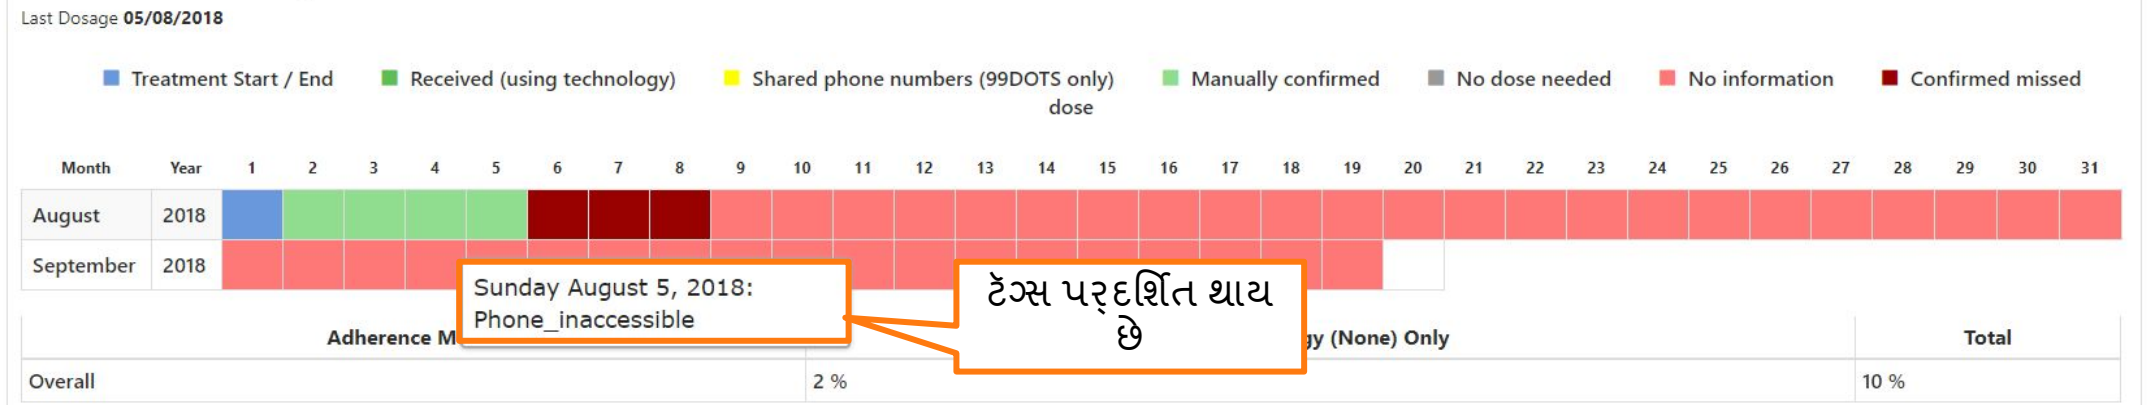 Last Dosage 05/08/2018
Treatment Start / End Received (using technology) Shared phone numbers (99DOTS only) Manually confirmed No dose needed No information Confirmed missed
dose
Month Year 1 2 3 4 5 6 7 8 9 10 11 12 13 14 15 16 17 18 19 20 21 22 23 24 25 26 27 28 29 30 31
August 2018
September 2018
Sunday August 5, 2018:
Phone_inaccessible
ટૅગ્સ પ્રદર્શિત થાય
છે
Adherence (None) Only Total
Overall 2 % 10 %